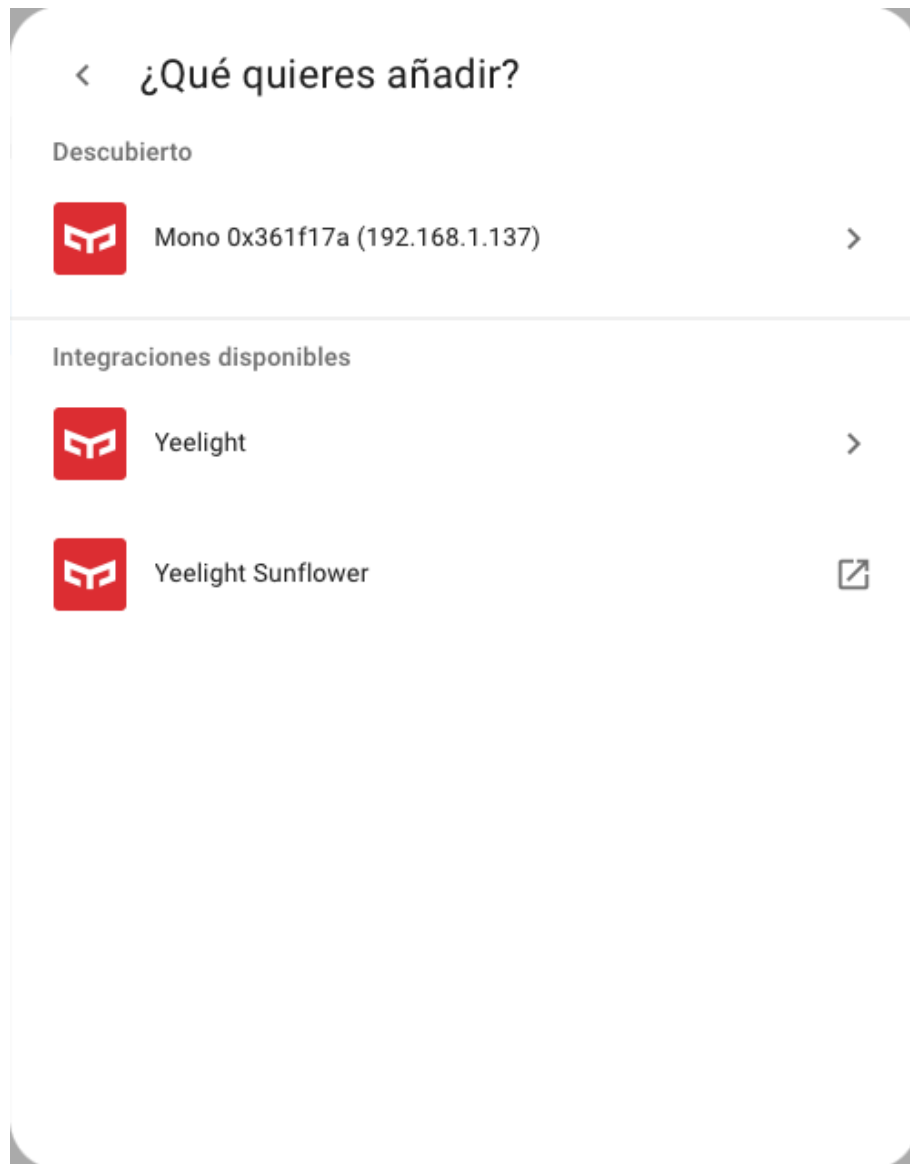 ¿Qué quieres añadir?
Descubierto
Mono 0x361f17a (192.168.1.137)
Integraciones disponibles
Yeelight
Yeelight Sunflower